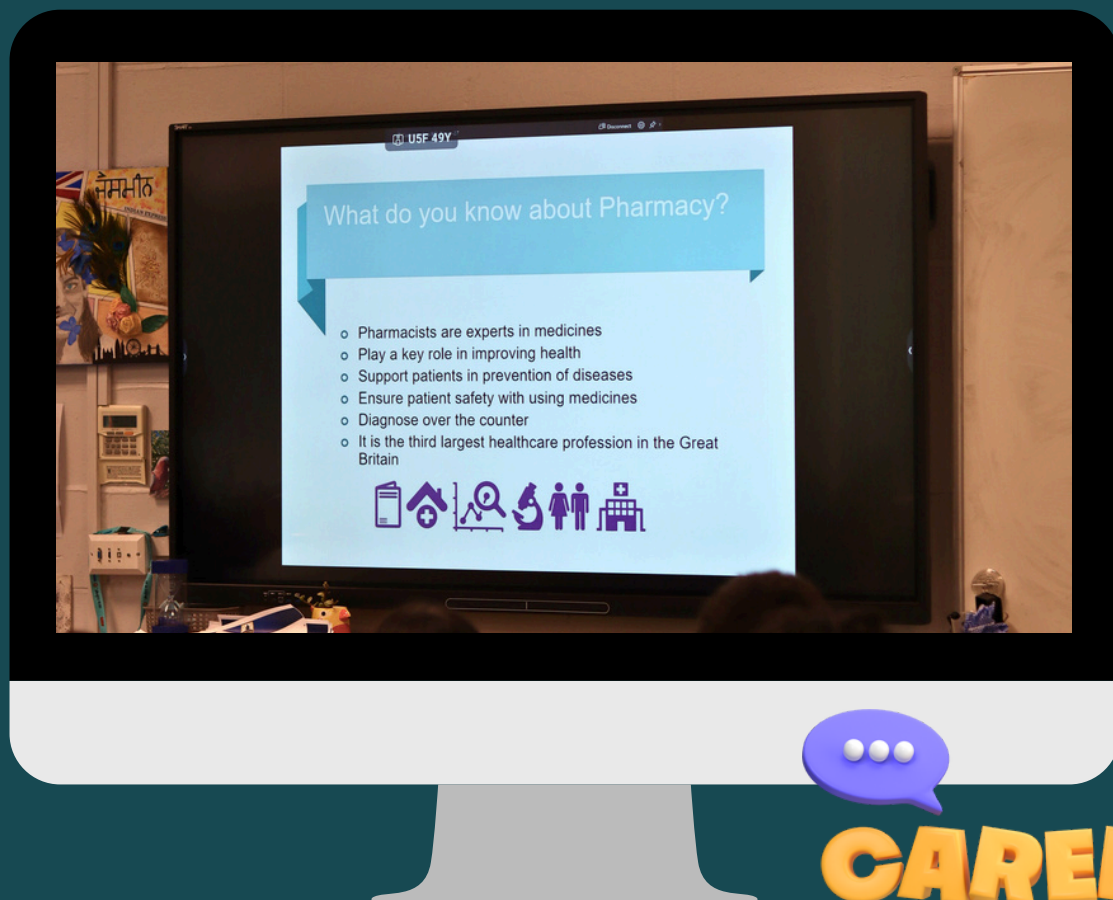 U5F 49Y
Disconnect
ਜੈਸਮੀਨ
What do you know about Pharmacy?
Pharmacists are experts in medicines
Play a key role in improving health
Support patients in prevention of diseases
Ensure patient safety with using medicines
Diagnose over the counter
It is the third largest healthcare profession in the Great
Britain